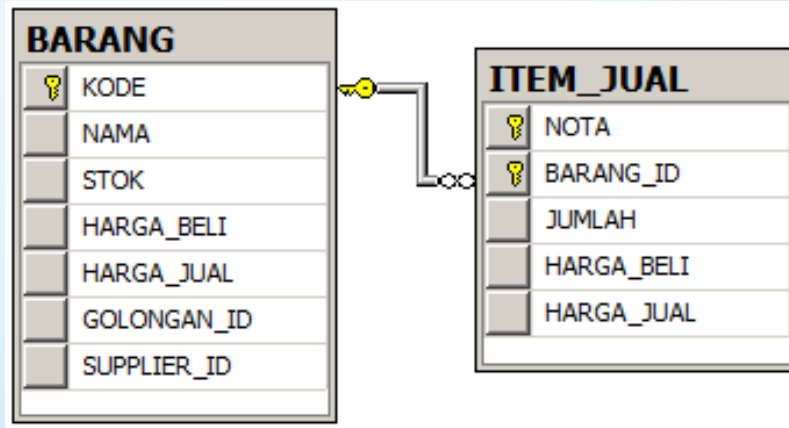 BARANG
KODE
NAMA
STOK
HARGA_BELI
HARGA_JUAL
GOLONGAN_ID
SUPPLIER_ID
ITEM_JUAL
NOTA
BARANG_ID
JUMLAH
HARGA_BELI
HARGA_JUAL